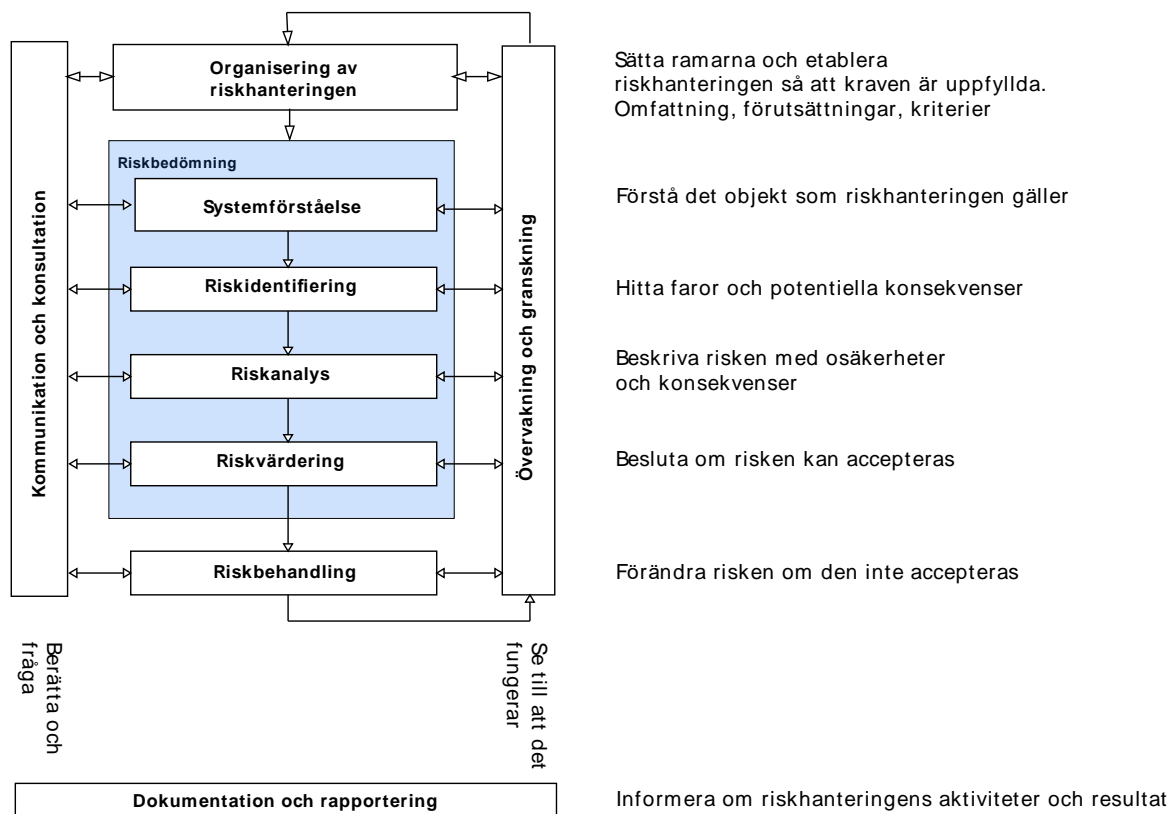 Organisering av
riskhanteringen
Sätta ramarna och etablera
riskhanteringen så att kraven är uppfyllda.
Omfattning, förutsättningar, kriterier
Kommunikation och konsultation
Riskbedömning
Systemförståelse
Förstå det objekt som riskhanteringen gäller
Riskidentifiering
Hitta faror och potentiella konsekvenser
Riskanalys
Beskriva risken med osäkerheter
och konsekvenser
Riskvärdering
Besluta om risken kan accepteras
Riskbehandling
Förändra risken om den inte accepteras
Övervakning och granskning
Berätta och
fråga
Se till att det
fungerar
Dokumentation och rapportering
Informera om riskhanteringens aktiviteter och resultat